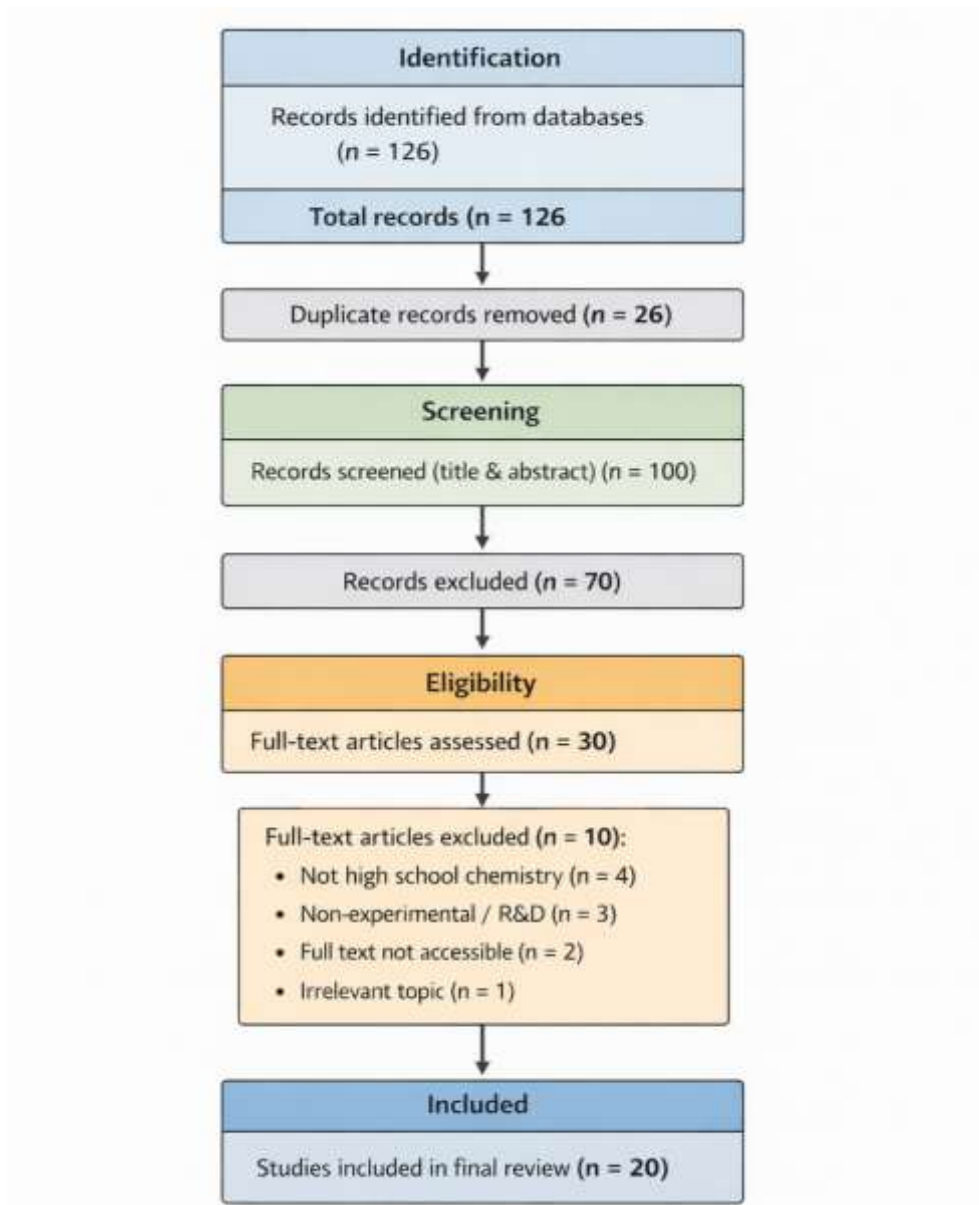 Identification
Records identified from databases
(n = 126)
Total records (n = 126
Duplicate records removed (n = 26)
Screening
Records screened (title & abstract) (n = 100)
Records excluded (n = 70)
Eligibility
Full-text articles assessed (n = 30)
Full-text articles excluded (n = 10):
• Not high school chemistry (n = 4)
• Non-experimental / R&D (n = 3)
• Full text not accessible (n = 2)
• Irrelevant topic (n = 1)
Included
Studies included in final review (n = 20)